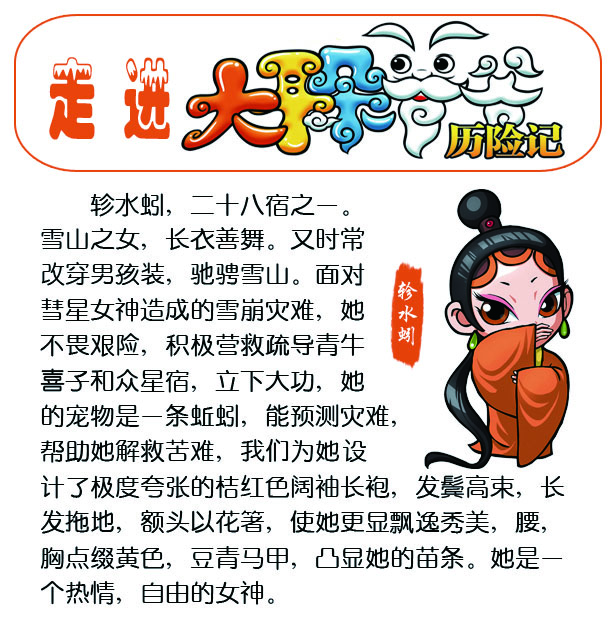 走进大耳朵爷爷历险记
轸水蚓，二十八宿之一。
雪山之女，长衣善舞。又时常
改穿男孩装，驰骋雪山。面对
彗星女神造成的雪崩灾难，她
不畏艰险，积极营救疏导青牛
喜子和众星宿，立下大功，她
的宠物是一条蚯蚓，能预测灾难，
帮助她解救苦难，我们为她设
计了极度夸张的桔红色阔袖长袍，发鬓高束，长
发拖地，额头以花箸，使她更显飘逸秀美，腰，
胸点缀黄色，豆青马甲，凸显她的苗条。她是一
个热情，自由的女神。
轸水蚓